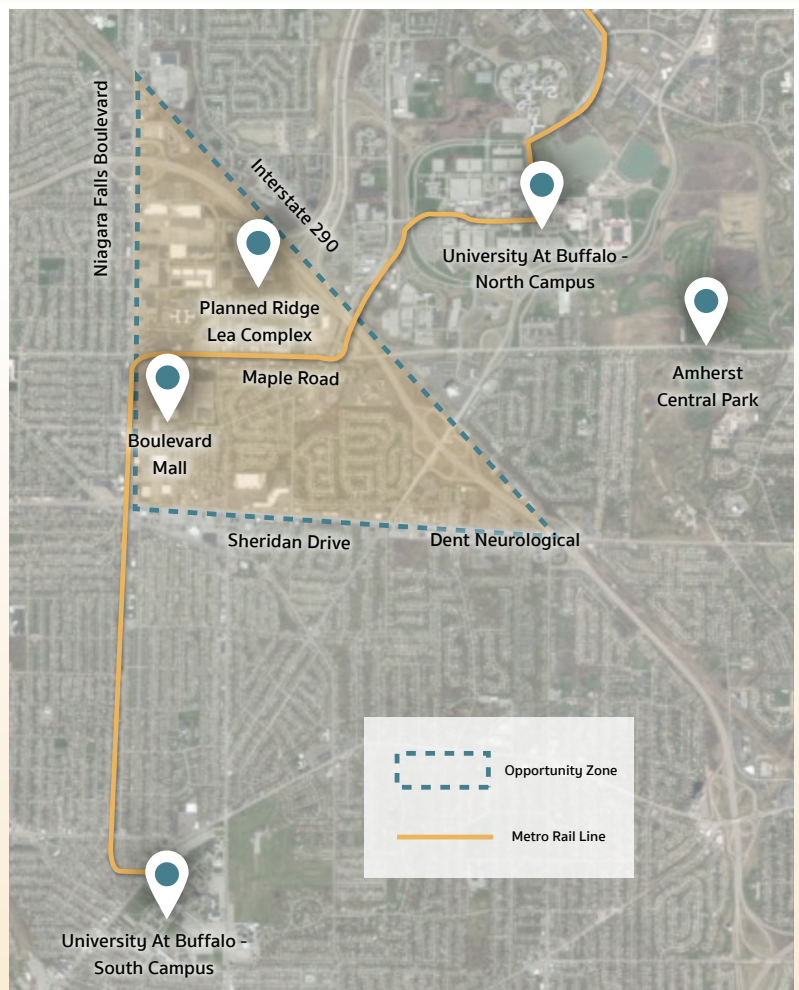 Niagara Falls Boulevard
Interstate 290
University At Buffalo -
North Campus
Planned Ridge
Lea Complex
Maple Road
Amherst
Central Park
Boulevard
Mall
Sheridan Drive
Dent Neurological
Opportunity Zone
Metro Rail Line
University At Buffalo -
South Campus